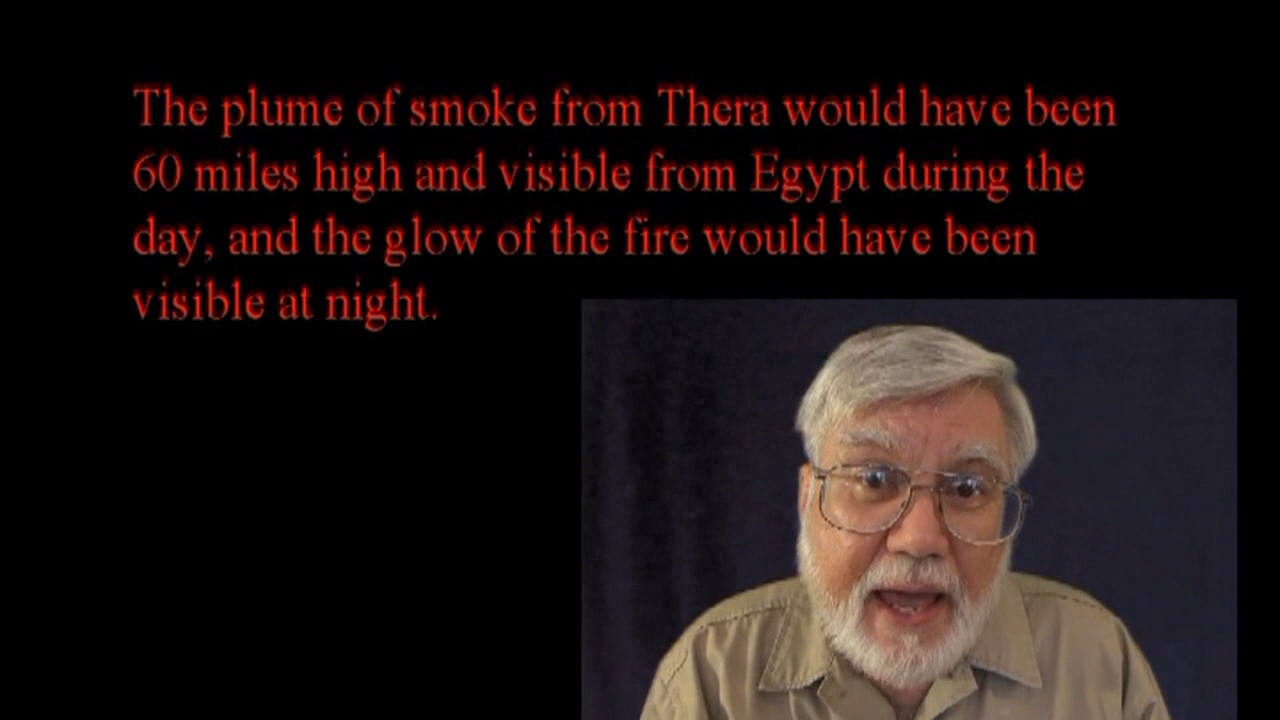 The plume of smoke from Thera would have been
60 miles high and visible from Egypt during the
day, and the glow of the fire would have been
visible at night.